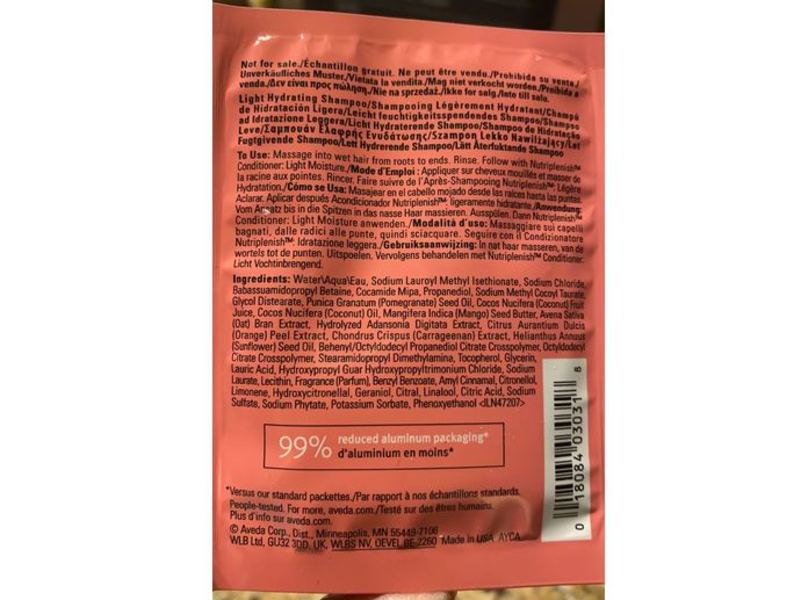 Not for sale./Échantillon gratuit. Ne peut être vendu./Prohibida su venta/
Unverkäufliches Muster./Vietata la vendita./Mag niet verkocht worden./Proibida a
venda./Δεν είναι προς πώληση./Nie na sprzedaż./Ikke for salg./Inte till salu.
Light Hydrating Shampoo/Shampooing Légèrement Hydratant/Champú
de Hidratación Ligera/Leicht feuchtigkeitsspendendes Shampoo/Shampoo
ad Idratazione Leggera/Licht Hydraterende Shampoo/Shampoo de Hidratação
Leve/Σαμπουάν Ελαφρής Ενυδάτωσης/Szampon Lekko Nawilżający/Let
Fugtgivende Shampoo/Lett Hydrerende Shampoo/Lätt Återfuktande Shampoo
To Use: Massage into wet hair from roots to ends. Rinse. Follow with Nutriplenish™
Conditioner: Light Moisture./Mode d'Emploi : Appliquer sur cheveux mouillés et masser de
la racine aux pointes. Rincer. Faire suivre de l'Après-Shampooing Nutriplenish™: Légère
Hydratation./Cómo se Usa: Masajear en el cabello mojado desde las raíces hasta las puntas.
Aclarar. Aplicar después Acondicionador Nutriplenish™: ligeramente hidratante./Anwendung:
Vom Ansatz bis in die Spitzen in das nasse Haar massieren. Ausspülen. Dann Nutriplenish™
Conditioner: Light Moisture anwenden./Modalità d'uso: Massaggiare sui capelli
bagnati, dalle radici alle punte, quindi sciacquare. Seguire con il Condizionatore
Nutriplenish™: Idratazione leggera./Gebruiksaanwijzing: In nat haar masseren, van de
wortels tot de punten. Uitspoelen. Vervolgens behandelen met Nutriplenish™ Conditioner:
Licht Vochtinbrengend.
Ingredients: Water\Aqua\Eau, Sodium Lauroyl Methyl Isethionate, Sodium Chloride,
Babassuamidopropyl Betaine, Cocamide Mipa, Propanediol, Sodium Methyl Cocoyl Taurate,
Glycol Distearate, Punica Granatum (Pomegranate) Seed Oil, Cocos Nucifera (Coconut) Fruit
Juice, Cocos Nucifera (Coconut) Oil, Mangifera Indica (Mango) Seed Butter, Avena Sativa
(Oat) Bran Extract, Hydrolyzed Adansonia Digitata Extract, Citrus Aurantium Dulcis
(Orange) Peel Extract, Chondrus Crispus (Carrageenan) Extract, Helianthus Annuus
(Sunflower) Seed Oil, Behenyl/Octyldodecyl Propanediol Citrate Crosspolymer, Octyldodecyl
Citrate Crosspolymer, Stearamidopropyl Dimethylamine, Tocopherol, Glycerin,
Lauric Acid, Hydroxypropyl Guar Hydroxypropyltrimonium Chloride, Sodium
Laurate, Lecithin, Fragrance (Parfum), Benzyl Benzoate, Amyl Cinnamal, Citronellol,
Limonene, Hydroxycitronellal, Geraniol, Citral, Linalool, Citric Acid, Sodium
Sulfate, Sodium Phytate, Potassium Sorbate, Phenoxyethanol <ILN47207>
99% reduced aluminum packaging*
d'aluminium en moins*
*Versus our standard packettes./Par rapport à nos échantillons standards.
People-tested. For more, aveda.com./Testé sur des êtres humains.
Plus d'info sur aveda.com.
© Aveda Corp., Dist., Minneapolis, MN 55449-7106
WLB Ltd, GU32 3DD, UK, WLBS NV, OEVEL BE-2260 Made in USA AYCA
0 18084 03031 8